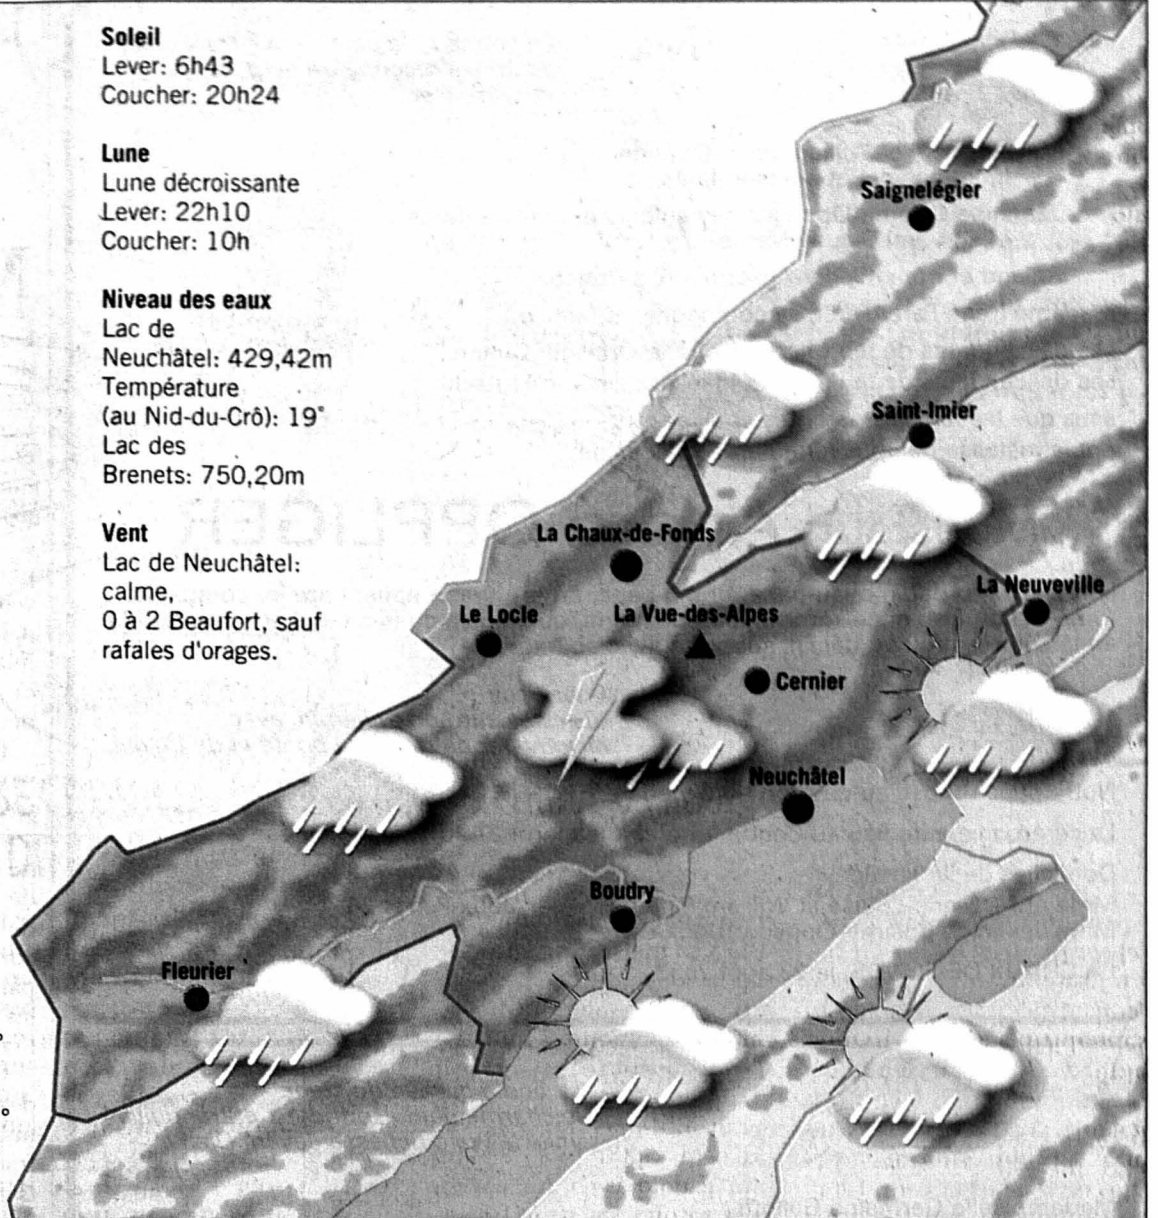 Soleil
Lever: 6h43
Coucher: 20h24
Lune
Lune décroissante
Lever: 22h10
Coucher: 10h
Niveau des eaux
Lac de
Neuchâtel: 429,42m
Température
(au Nid-du-Crô): 19°
Lac des
Brenets: 750,20m
Vent
Lac de Neuchâtel:
calme,
0 à 2 Beaufort, sauf
rafales d'orages.
Saignelégier
Saint-Imier
La Chaux-de-Fonds
La Neuveville
Le Locle
La Vue-des-Alpes
Cernier
Neuchâtel
Boudry
Fleurier